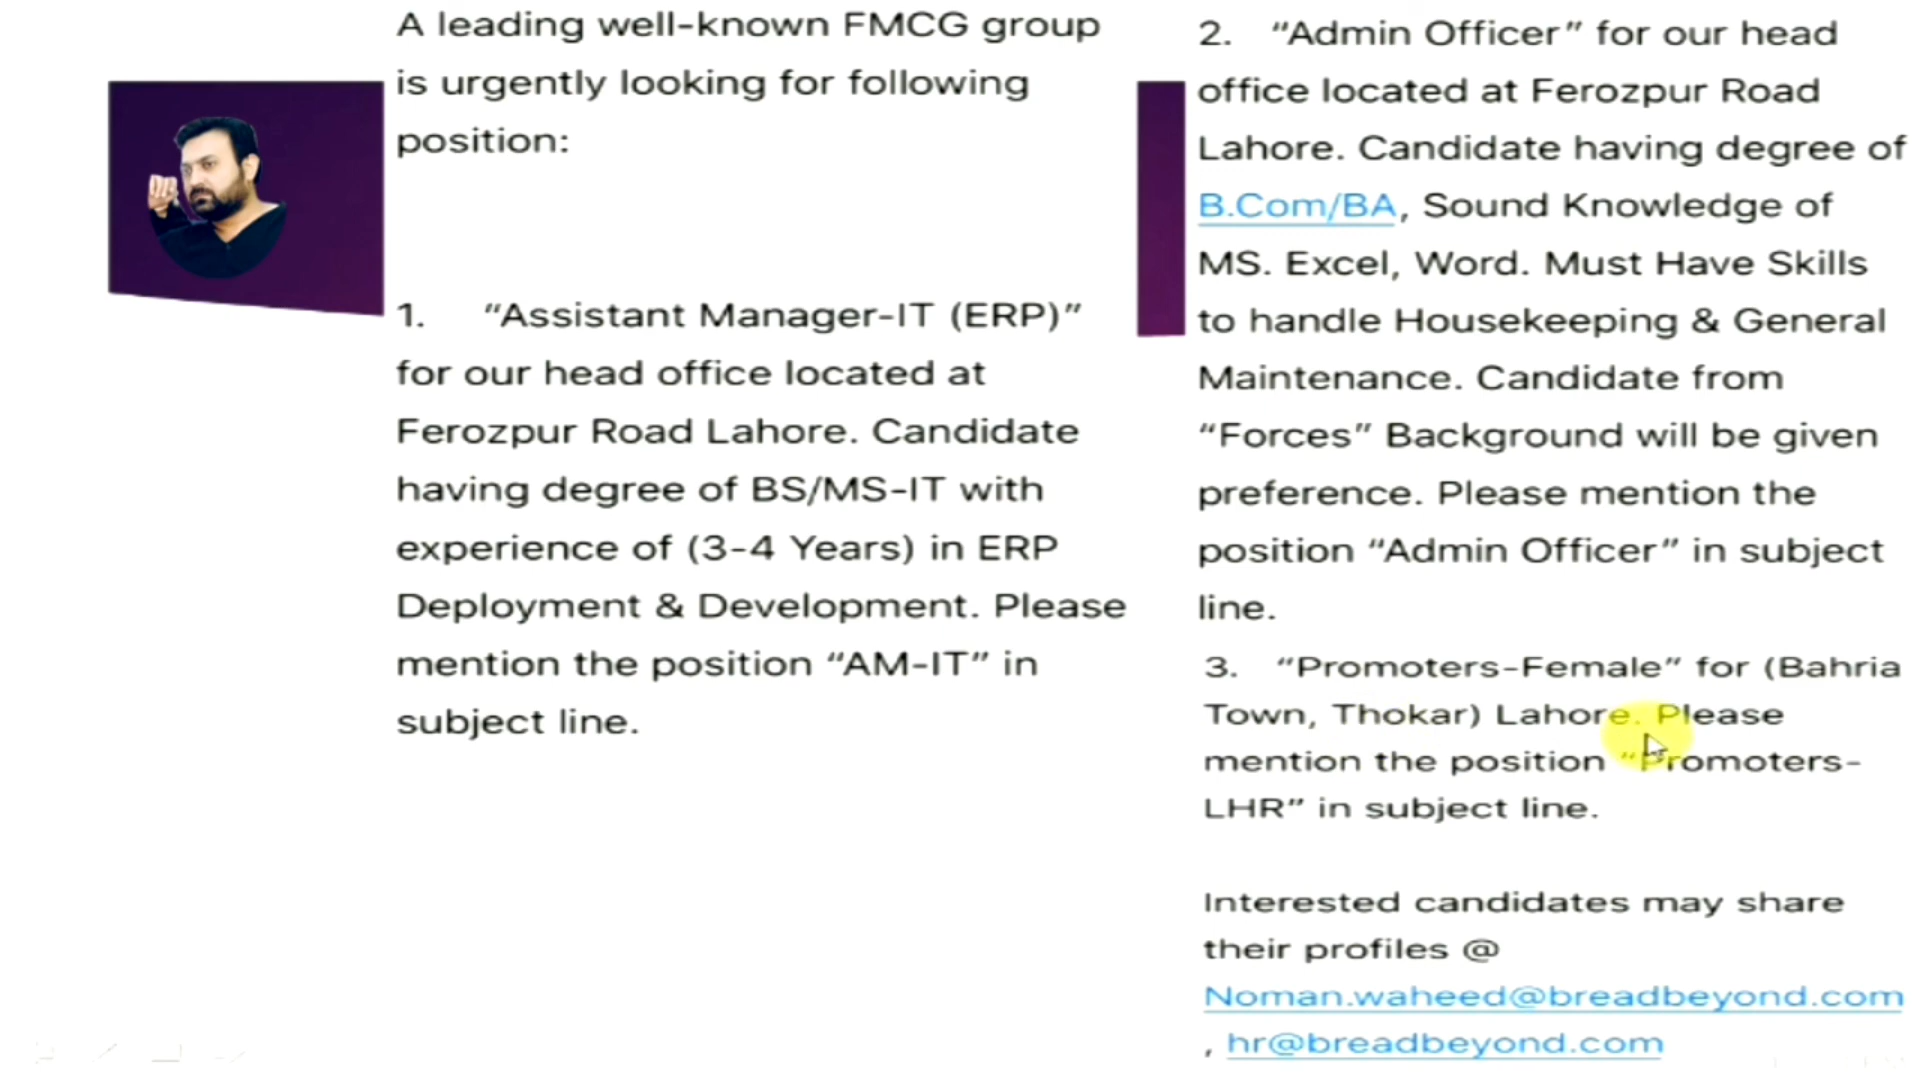 A leading well-known FMCG group
is urgently looking for following
position:
1. “Assistant Manager-IT (ERP)”
for our head office located at
Ferozpur Road Lahore. Candidate
having degree of BS/MS-IT with
experience of (3-4 Years) in ERP
Deployment & Development. Please
mention the position “AM-IT” in
subject line.
2. “Admin Officer” for our head
office located at Ferozpur Road
Lahore. Candidate having degree of
B.Com/BA, Sound Knowledge of
MS. Excel, Word. Must Have Skills
to handle Housekeeping & General
Maintenance. Candidate from
“Forces” Background will be given
preference. Please mention the
position “Admin Officer” in subject
line.
3. “Promoters-Female” for (Bahria
Town, Thokar) Lahore. Please
mention the position “Promoters-
LHR” in subject line.
Interested candidates may share
their profiles @
Noman.waheed@breadbeyond.com
, hr@breadbeyond.com